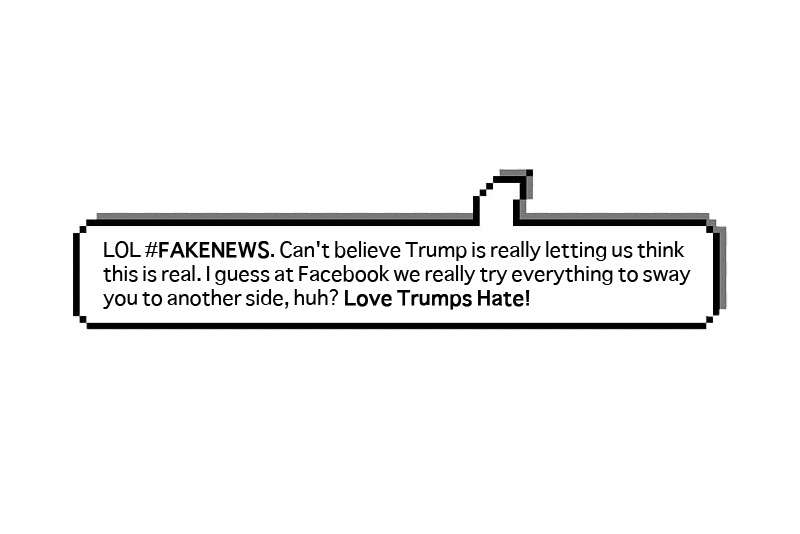 LOL #FAKENEWS. Can't believe Trump is really letting us think
this is real. I guess at Facebook we really try everything to sway
you to another side, huh? Love Trumps Hate!